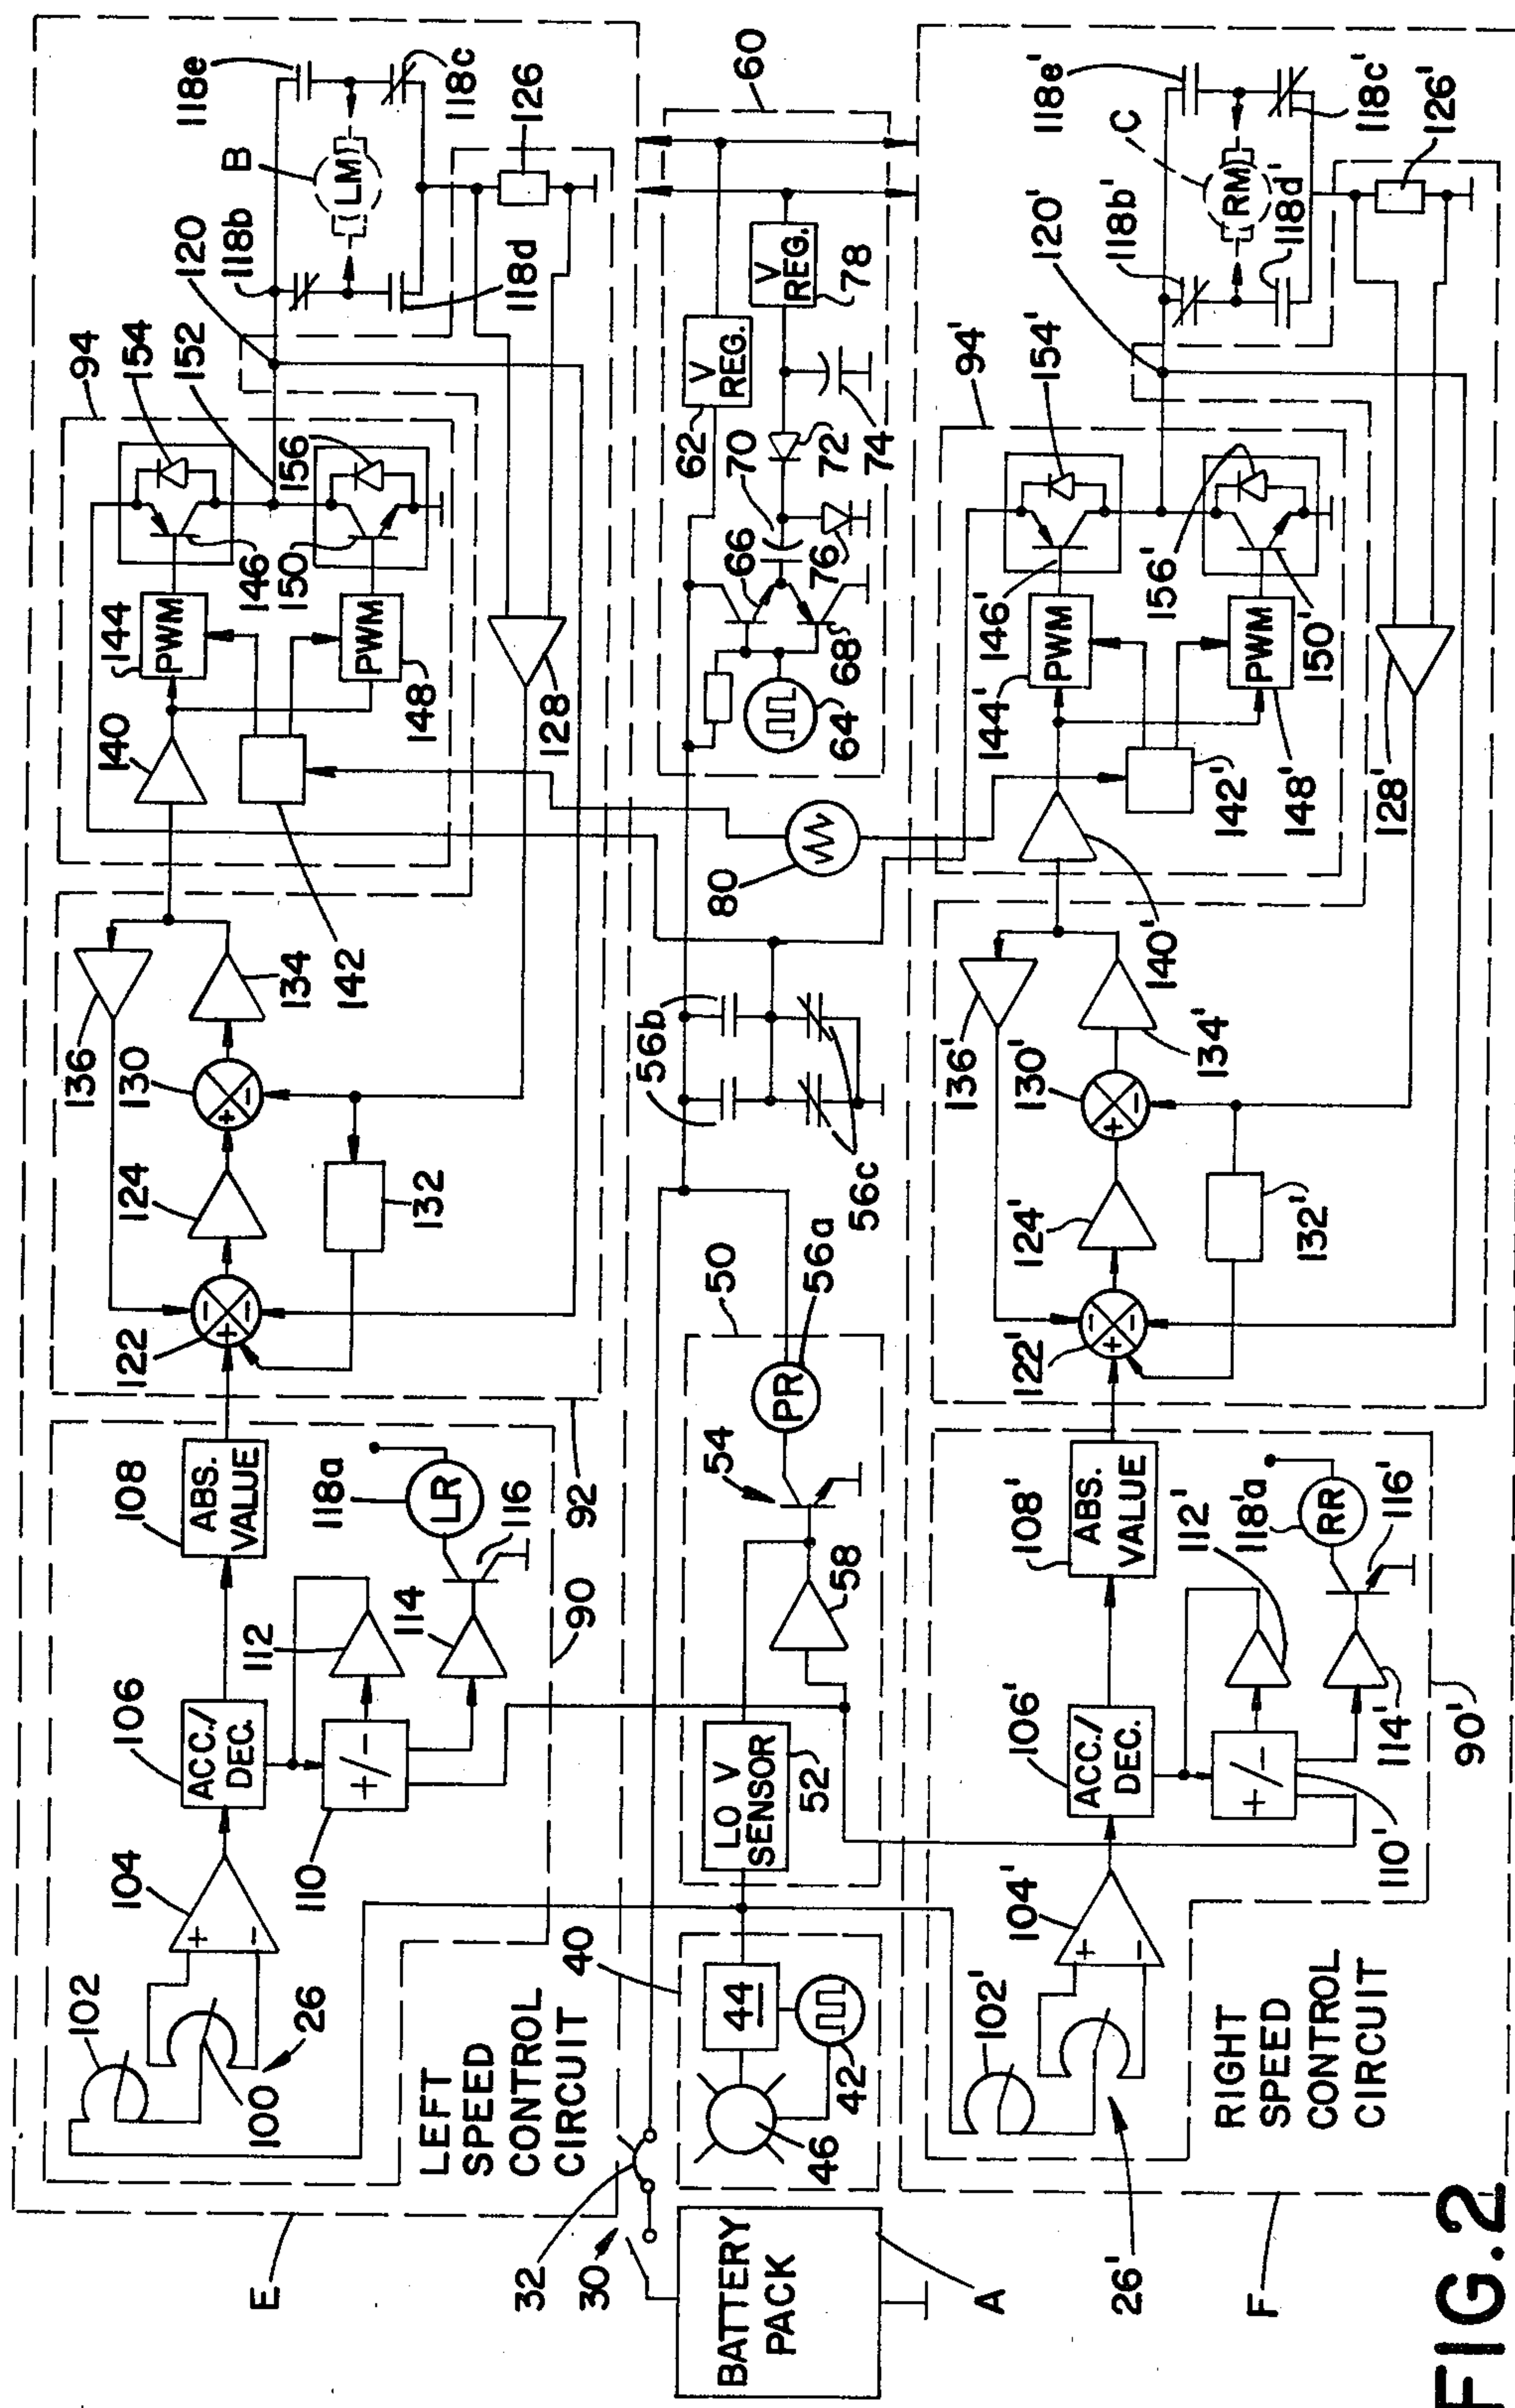 E
102
104
106
108
100
26
110
112
114
116
118a
LR
ACC./
DEC.
ABS.
VALUE
+/−
+
−
90
92
LEFT
SPEED
CONTROL
CIRCUIT
122
124
130
132
134
136
142
+
−
−
+
−
94
140
144
PWM
148
PWM
146
150
154
156
152
120
118b
118d
118e
118c
B
LM
126
128
32
30
BATTERY
PACK
A
40
44
42
46
50
LO V
SENSOR
52
54
58
PR
56a
56b
56c
80
60
62
V
REG.
64
66
68
70
72
74
76
V
REG.
78
F
26'
102'
104'
106'
108'
110'
112'
114'
116'
118'a
RR
ACC./
DEC.
ABS.
VALUE
+/−
+
−
90'
RIGHT
SPEED
CONTROL
CIRCUIT
122'
124'
130'
132'
134'
136'
+
−
−
+
−
94'
140'
142'
144'
PWM
148'
PWM
146'
150'
154'
156'
120'
118b'
118d'
118e'
118c'
C
RM
126'
128'
FIG.2